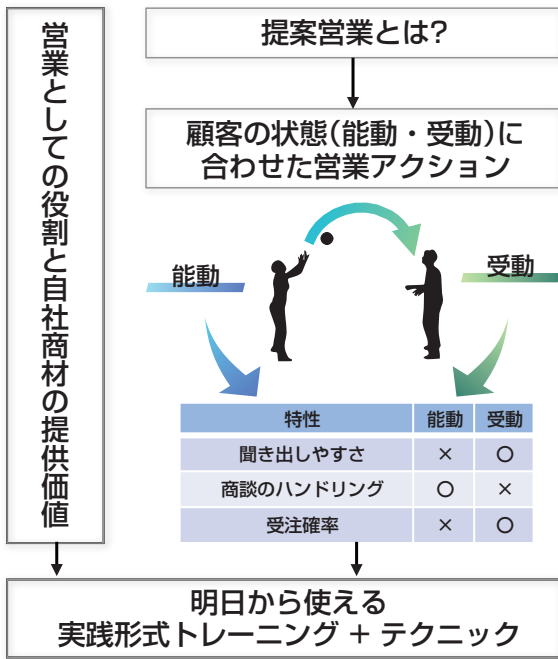 営業としての役割と自社商材の提供価値
提案営業とは?
顧客の状態(能動・受動)に
合わせた営業アクション
能動
受動
特性 能動 受動
聞き出しやすさ × ○
商談のハンドリング ○ ×
受注確率 × ○
明日から使える
実践形式トレーニング + テクニック